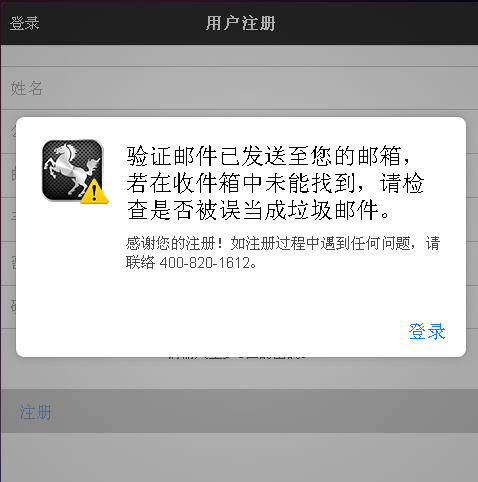 登录
用户注册
姓名
验证邮件已发送至您的邮箱，
若在收件箱中未能找到，请检
查是否被误当成垃圾邮件。
感谢您的注册！如注册过程中遇到任何问题，请
联络 400-820-1612。
登录
注册